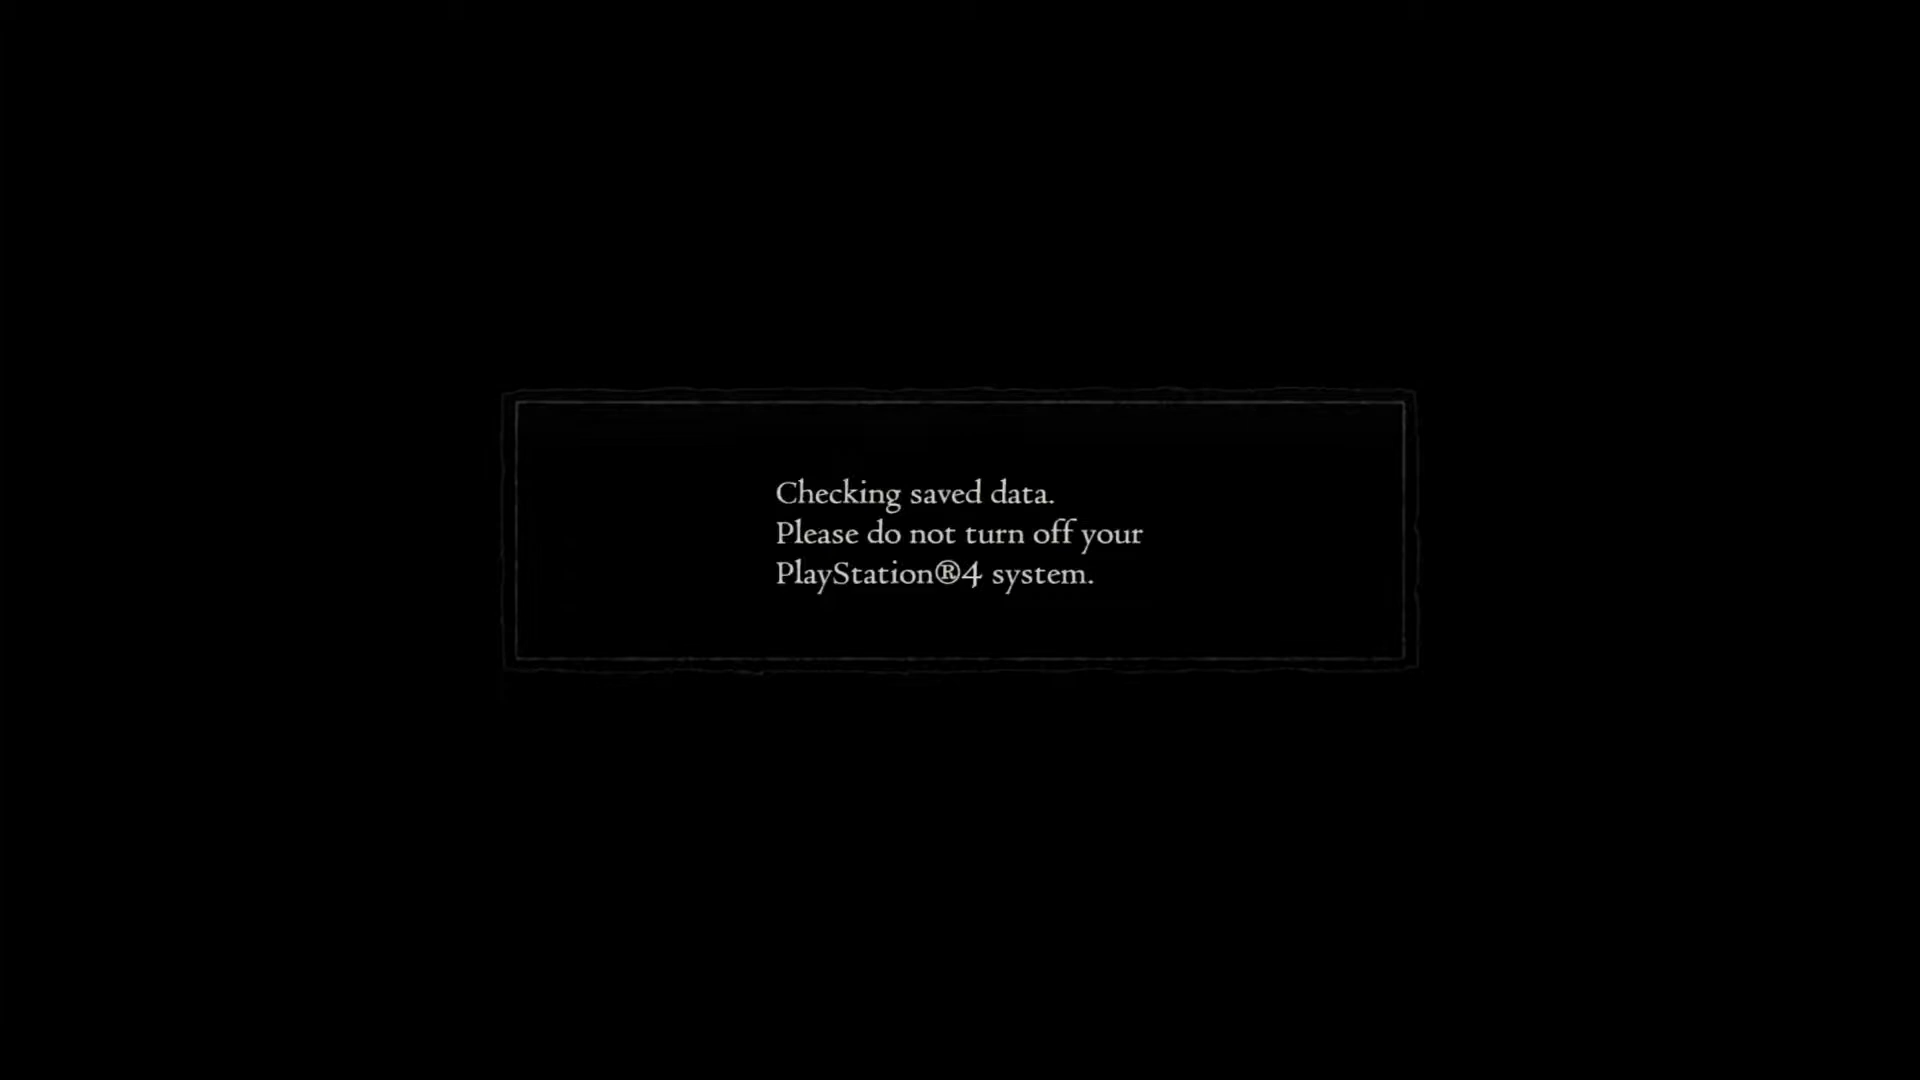 Checking saved data.
Please do not turn off your
PlayStation®4 system.